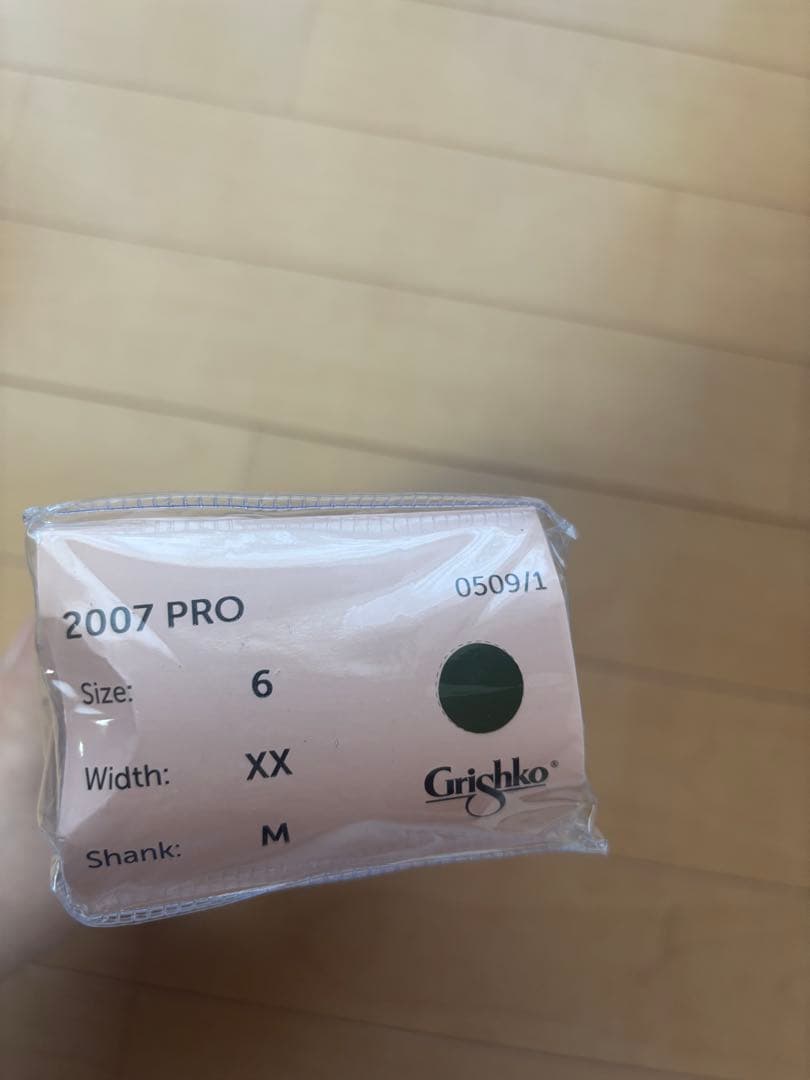 2007 PRO
0509/1
Size: 6
Width: XX
Shank: M
Grishko®